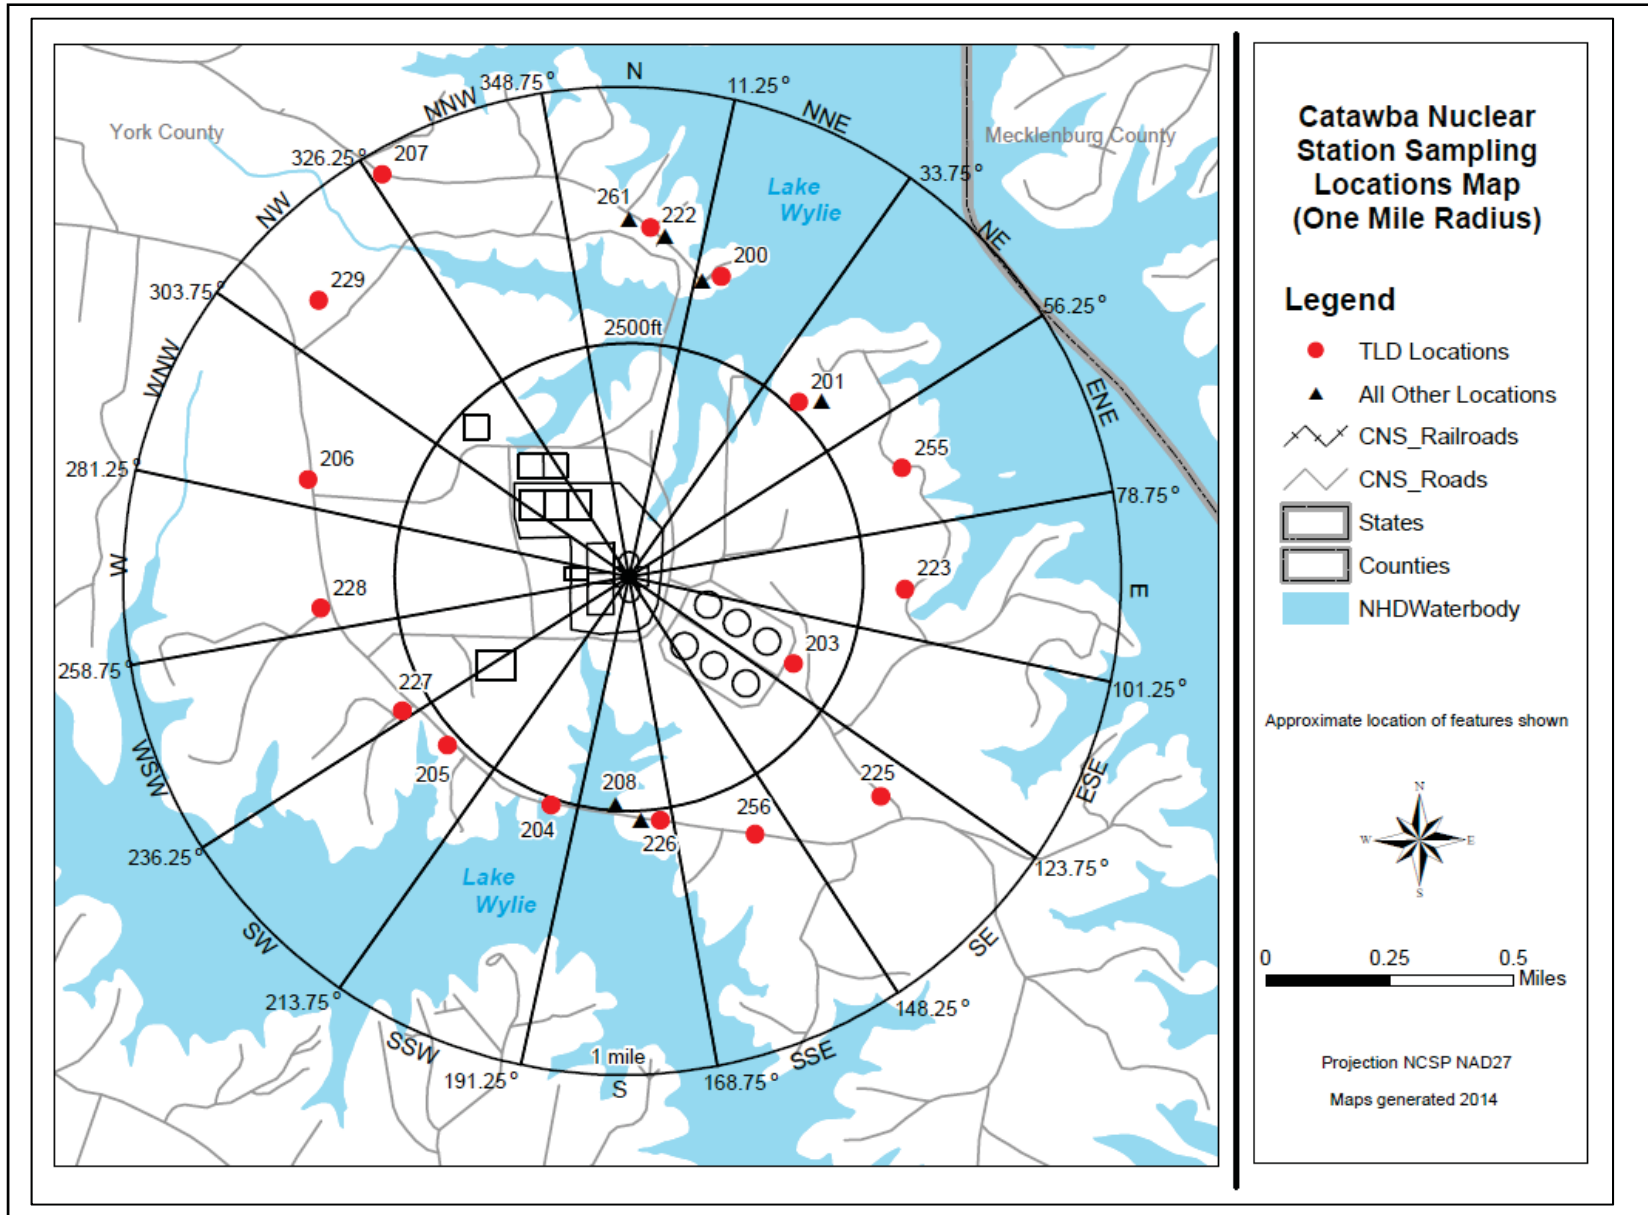 N
348.75°
11.25°
NNW
NNE
York County
Mecklenburg County
326.25°
207
33.75°
Lake
Wylie
NW
261
222
NE
200
229
303.75°
56.25°
2500ft
WNW
201
ENE
206
255
281.25°
78.75°
W
228
223
E
203
258.75°
227
101.25°
WSW
205
208
225
ESE
204
226
256
236.25°
123.75°
Lake
Wylie
SW
SE
213.75°
148.25°
SSW
1 mile
SSE
191.25°
S
168.75°
Catawba Nuclear
Station Sampling
Locations Map
(One Mile Radius)
Legend
TLD Locations
All Other Locations
CNS_Railroads
CNS_Roads
States
Counties
NHDWaterbody
Approximate location of features shown
N
W E
S
0 0.25 0.5
Miles
Projection NCSP NAD27
Maps generated 2014